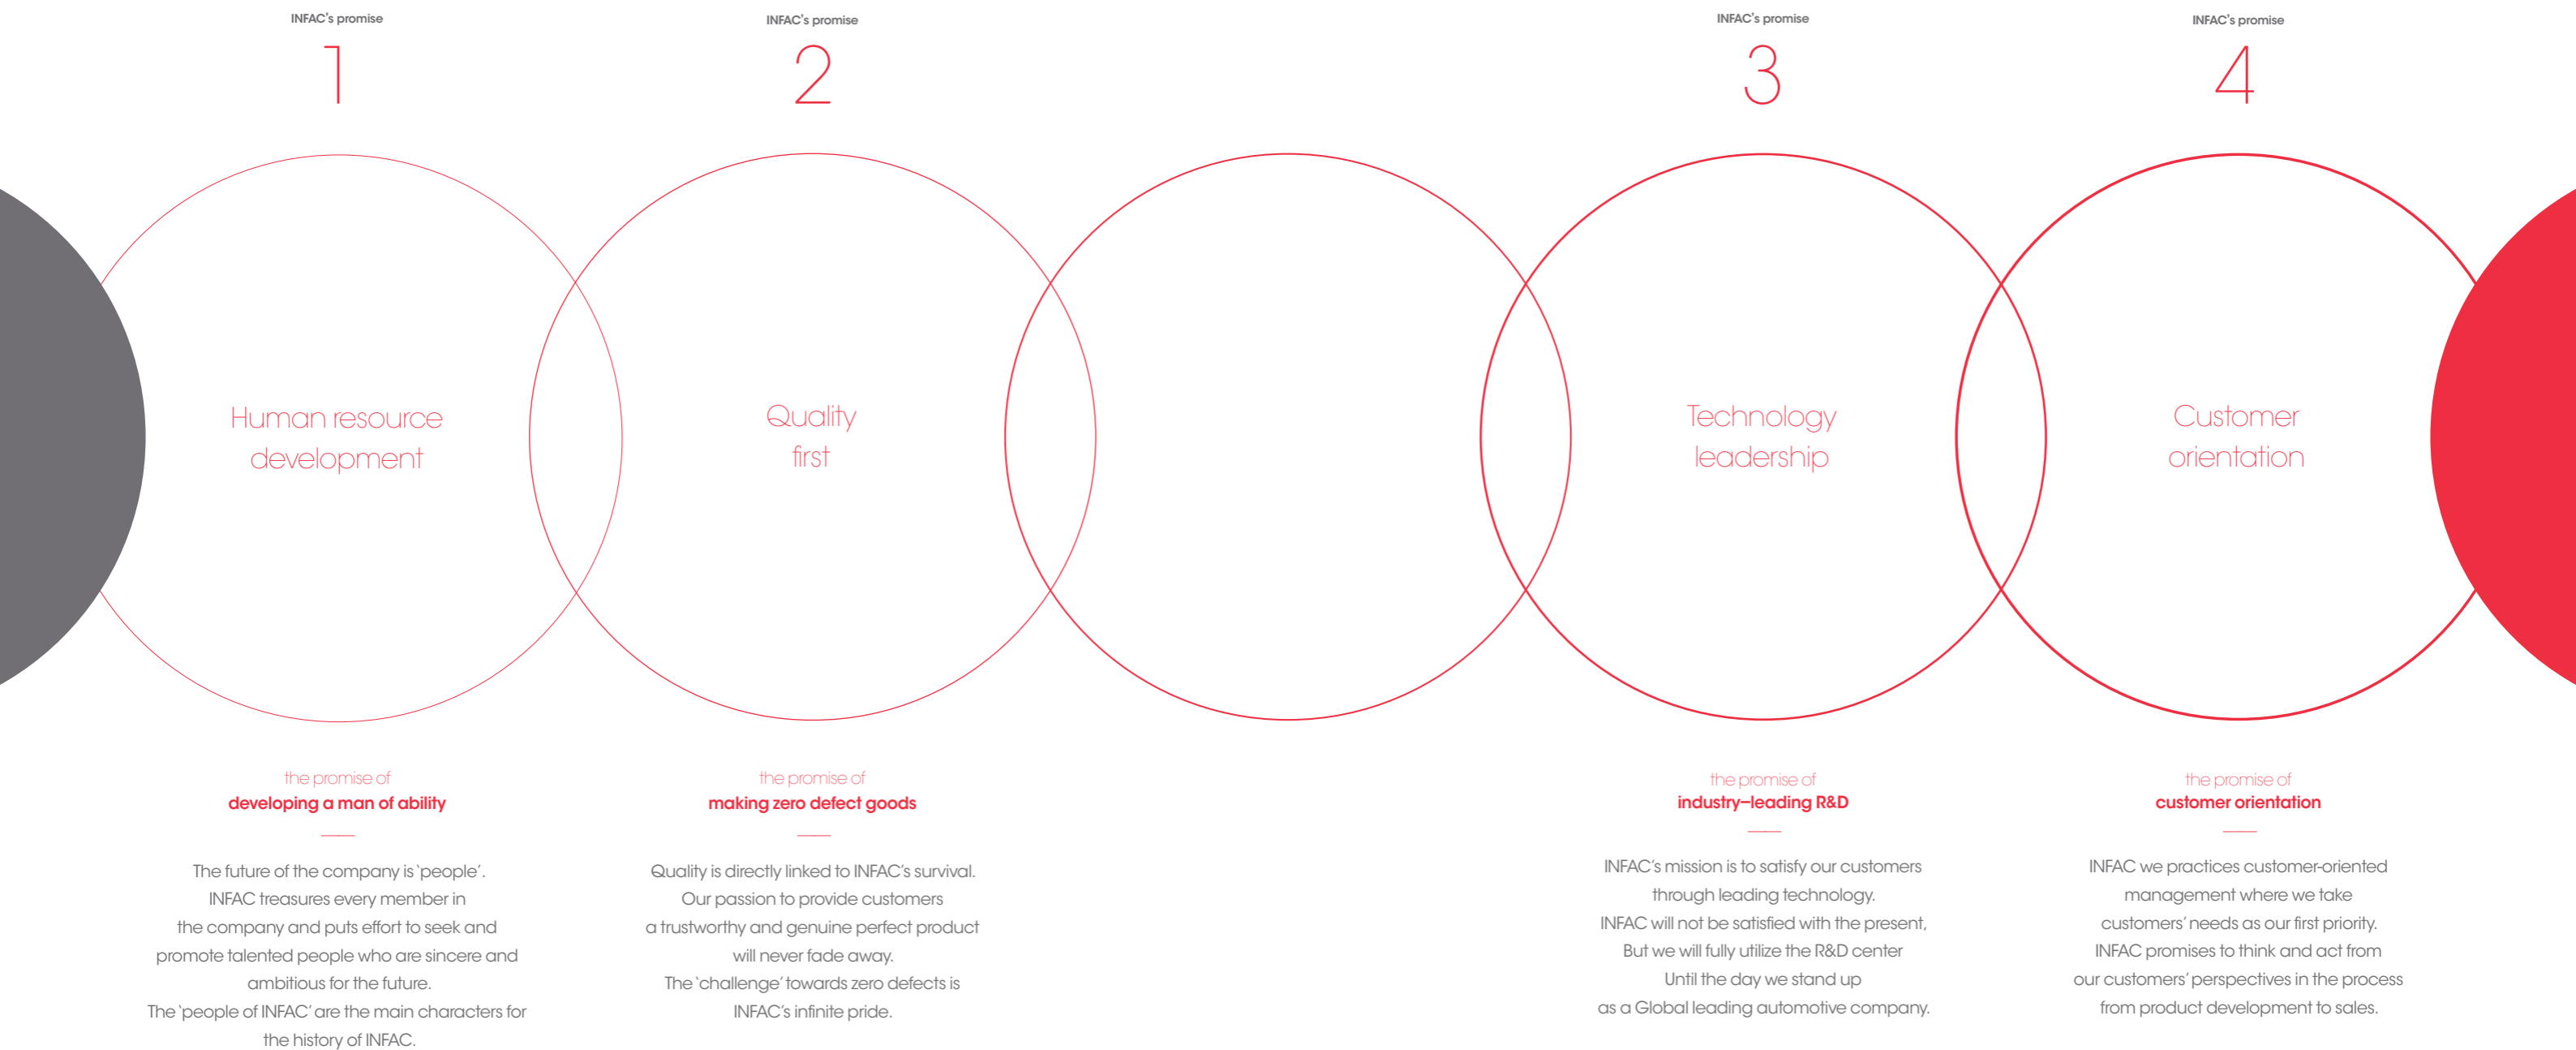 INFAC's promise
1
Human resource
development
the promise of
developing a man of ability
The future of the company is 'people'.
INFAC treasures every member in
the company and puts effort to seek and
promote talented people who are sincere and
ambitious for the future.
The 'people of INFAC' are the main characters for
the history of INFAC.
INFAC's promise
2
Quality
first
the promise of
making zero defect goods
Quality is directly linked to INFAC's survival.
Our passion to provide customers
a trustworthy and genuine perfect product
will never fade away.
The 'challenge' towards zero defects is
INFAC's infinite pride.
INFAC's promise
3
Technology
leadership
the promise of
industry-leading R&D
INFAC's mission is to satisfy our customers
through leading technology.
INFAC will not be satisfied with the present,
But we will fully utilize the R&D center
Until the day we stand up
as a Global leading automotive company.
INFAC's promise
4
Customer
orientation
the promise of
customer orientation
INFAC we practices customer-oriented
management where we take
customers' needs as our first priority.
INFAC promises to think and act from
our customers' perspectives in the process
from product development to sales.